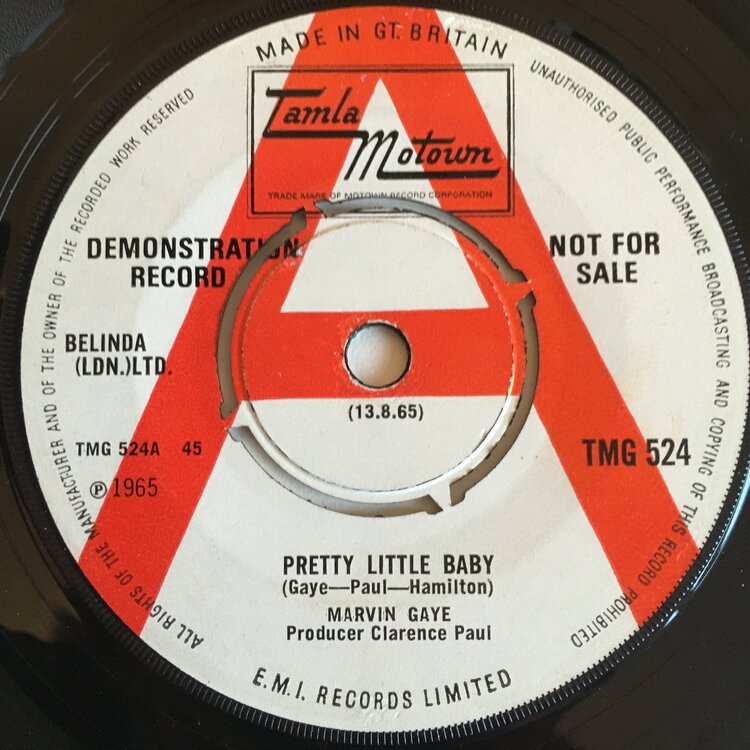 MADE IN GT. BRITAIN
Tamla
Motown
TRADE MARK OF MOTOWN RECORD CORPORATION
DEMONSTRATION
RECORD
NOT FOR
SALE
BELINDA
(LDN.)LTD.
(13.8.65)
TMG 524A 45
TMG 524
℗ 1965
PRETTY LITTLE BABY
(Gaye—Paul—Hamilton)
MARVIN GAYE
Producer Clarence Paul
E.M.I. RECORDS LIMITED
ALL RIGHTS OF THE MANUFACTURER AND OF THE OWNER OF THE RECORDED WORK RESERVED
UNAUTHORISED PUBLIC PERFORMANCE BROADCASTING AND COPYING OF THIS RECORD PROHIBITED
A